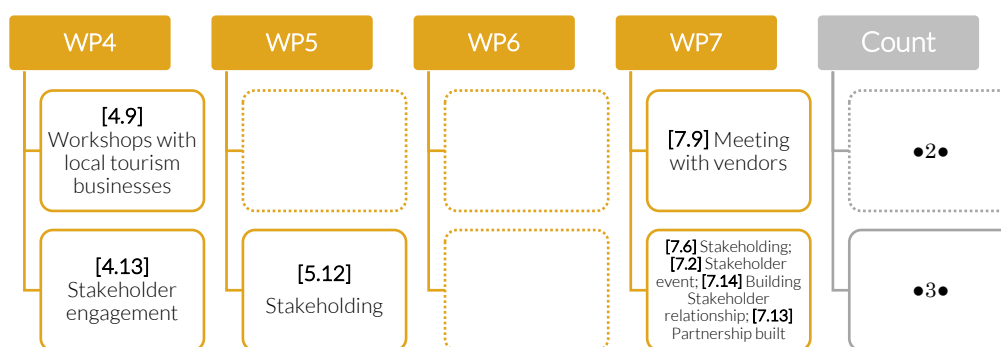 WP4
WP5
WP6
WP7
Count
[4.9]
Workshops with
local tourism
businesses
[7.9] Meeting
with vendors
•2•
[4.13]
Stakeholder
engagement
[5.12]
Stakeholding
[7.6] Stakeholding;
[7.2] Stakeholder
event; [7.14] Building
Stakeholder
relationship; [7.13]
Partnership built
•3•